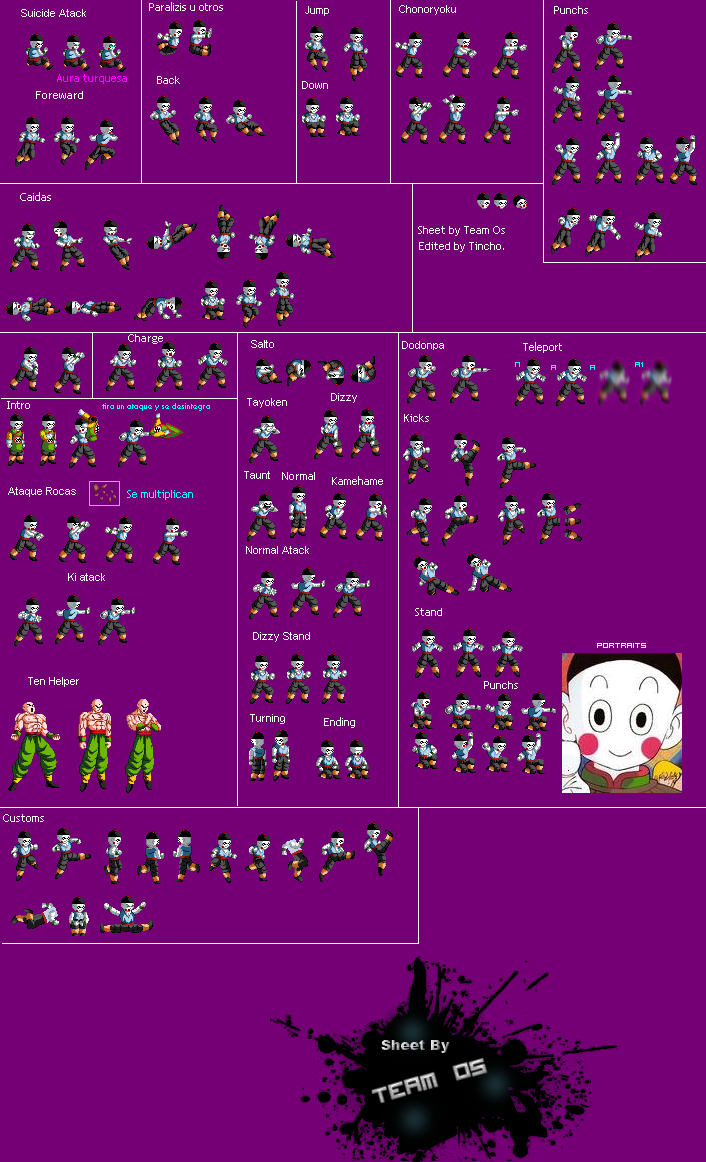 Suicide Atack
Aura turquesa
Foreward
Paralizis u otros
Back
Jump
Down
Chonoryoku
Punchs
Caidas
Sheet by Team Os
Edited by Tincho.
Charge
Intro
tira un ataque y se desintegra
Ataque Rocas
Se multiplican
Ki atack
Ten Helper
Salto
Tayoken
Dizzy
Taunt
Normal
Kamehame
Normal Atack
Dizzy Stand
Turning
Ending
Dodonpa
Teleport
Kicks
Stand
Punchs
PORTRAITS
Customs
Sheet By
TEAM OS